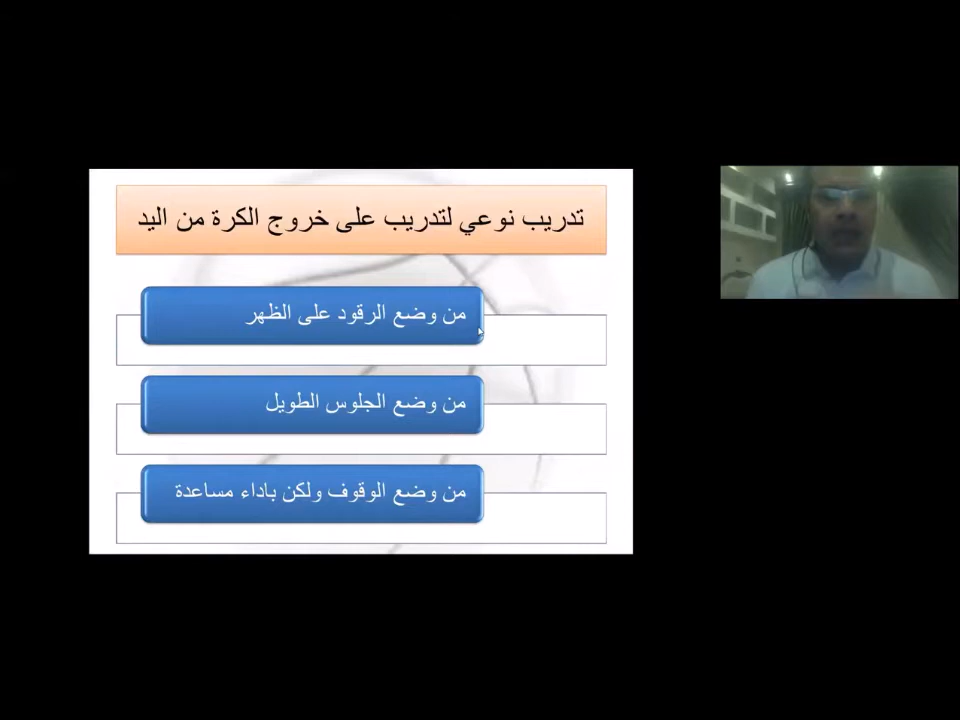 تدريب نوعي لتدريب على خروج الكرة من اليد
من وضع الرقود على الظهر
من وضع الجلوس الطويل
من وضع الوقوف ولكن باداء مساعدة